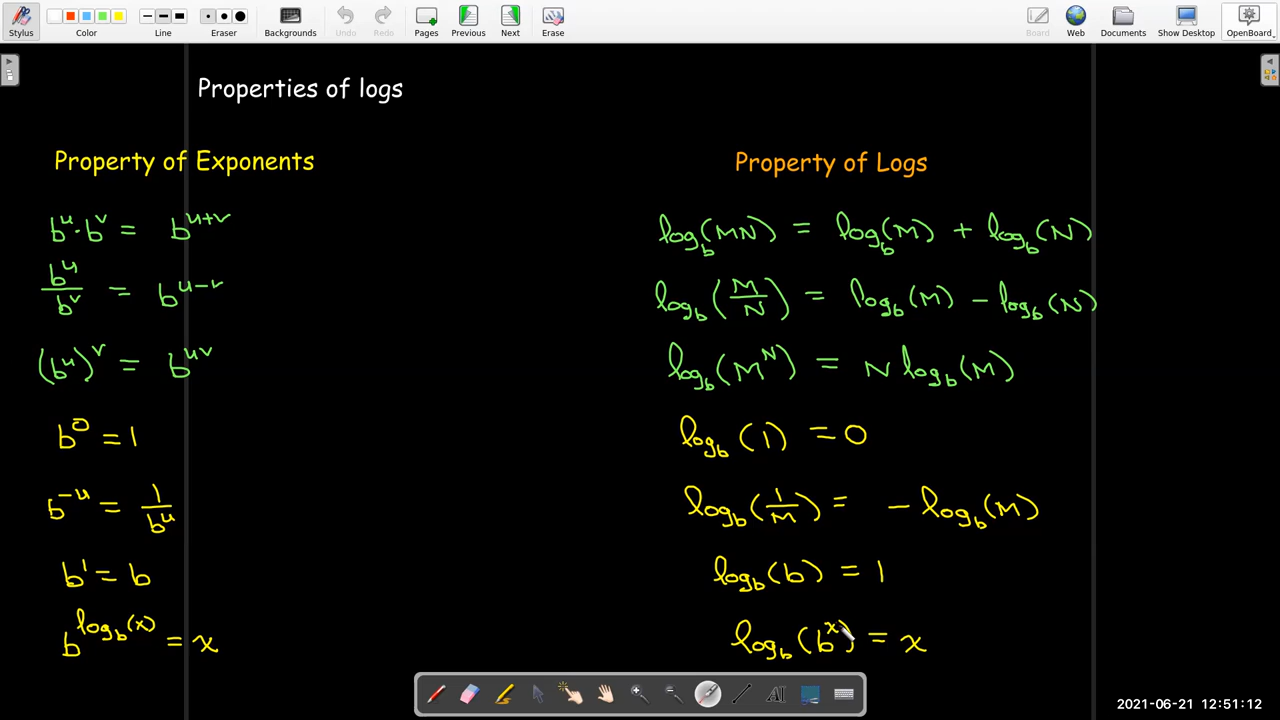 Stylus Color Line Eraser Backgrounds Undo Redo Pages Previous Next Erase Board Web Documents Show Desktop OpenBoard
Properties of logs
Property of Exponents
b^u · b^v = b^{u+v}
b^u / b^v = b^{u-v}
(b^u)^v = b^{uv}
b^0 = 1
b^{-u} = 1/b^u
b^1 = b
b^{log_b(x)} = x
Property of Logs
log_b(MN) = log_b(M) + log_b(N)
log_b(M/N) = log_b(M) - log_b(N)
log_b(M^N) = N log_b(M)
log_b(1) = 0
log_b(1/M) = - log_b(M)
log_b(b) = 1
log_b(b^x) = x
AI
2021-06-21 12:51:12